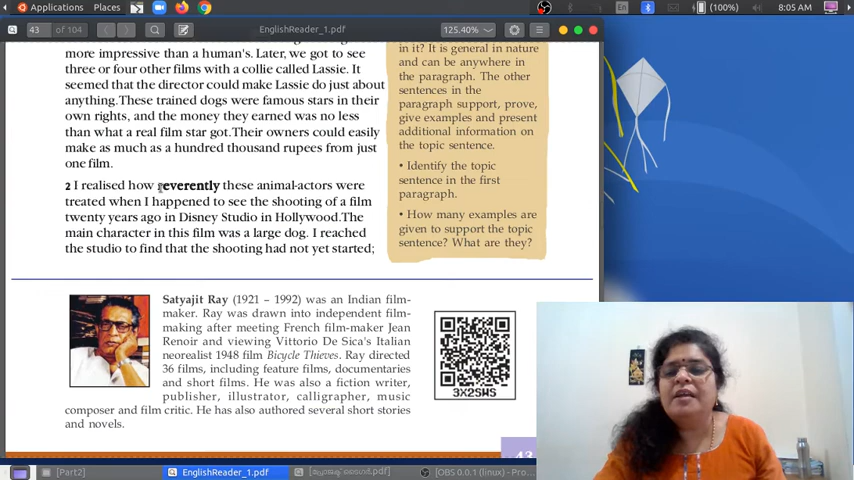 Applications
Places
En
(100%)
8:05 AM
43
of 104
EnglishReader_1.pdf
125.40%
more impressive than a human's. Later, we got to see
three or four other films with a collie called Lassie. It
seemed that the director could make Lassie do just about
anything.These trained dogs were famous stars in their
own rights, and the money they earned was no less
than what a real film star got.Their owners could easily
make as much as a hundred thousand rupees from just
one film.
2 I realised how reverently these animal-actors were
treated when I happened to see the shooting of a film
twenty years ago in Disney Studio in Hollywood.The
main character in this film was a large dog. I reached
the studio to find that the shooting had not yet started;
in it? It is general in nature
and can be anywhere in
the paragraph. The other
sentences in the
paragraph support, prove,
give examples and present
additional information on
the topic sentence.
• Identify the topic
sentence in the first
paragraph.
• How many examples are
given to support the topic
sentence? What are they?
Satyajit Ray (1921 – 1992) was an Indian film-
maker. Ray was drawn into independent film-
making after meeting French film-maker Jean
Renoir and viewing Vittorio De Sica's Italian
neorealist 1948 film Bicycle Thieves. Ray directed
36 films, including feature films, documentaries
and short films. He was also a fiction writer,
publisher, illustrator, calligrapher, music
composer and film critic. He has also authored several short stories
and novels.
3X2SWS
43
[Part2]
EnglishReader_1.pdf
[OBS 0.0.1 (linux) - Pro...